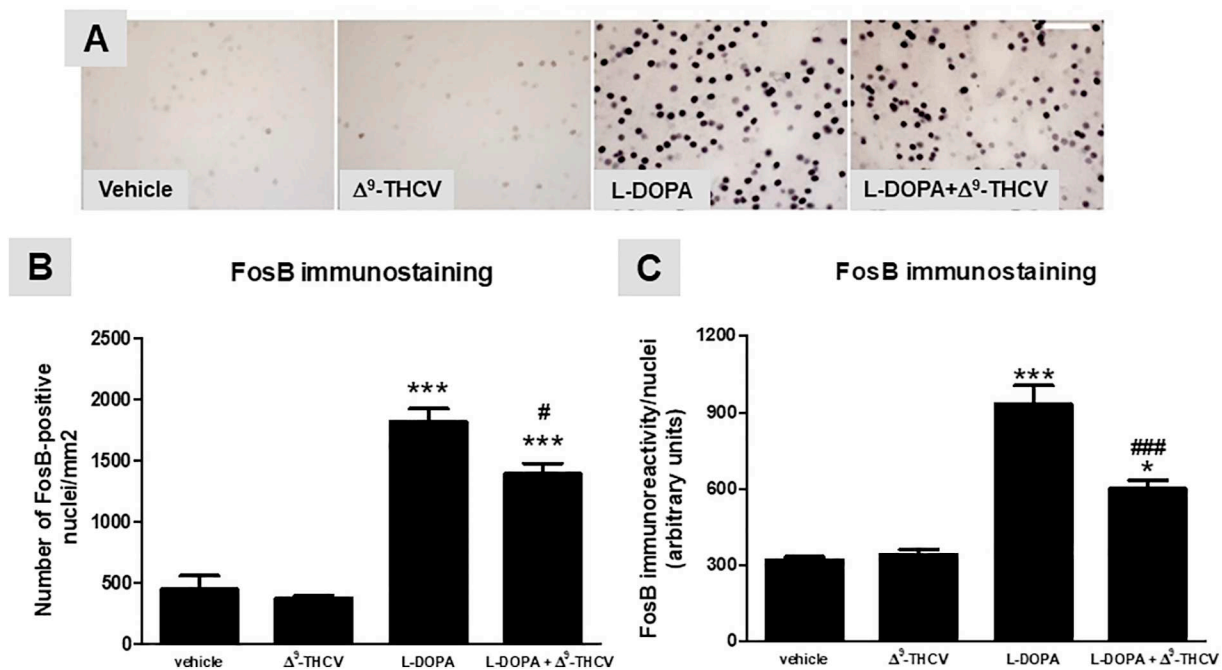 A
Vehicle
Δ⁹-THCV
L-DOPA
L-DOPA+Δ⁹-THCV
B
FosB immunostaining
Number of FosB-positive
nuclei/mm2
2500
2000
1500
1000
500
0
***
#
***
vehicle
Δ⁹-THCV
L-DOPA
L-DOPA + Δ⁹-THCV
C
FosB immunostaining
FosB immunoreactivity/nuclei
(arbitrary units)
1200
900
600
300
0
***
###
*
vehicle
Δ⁹-THCV
L-DOPA
L-DOPA + Δ⁹-THCV